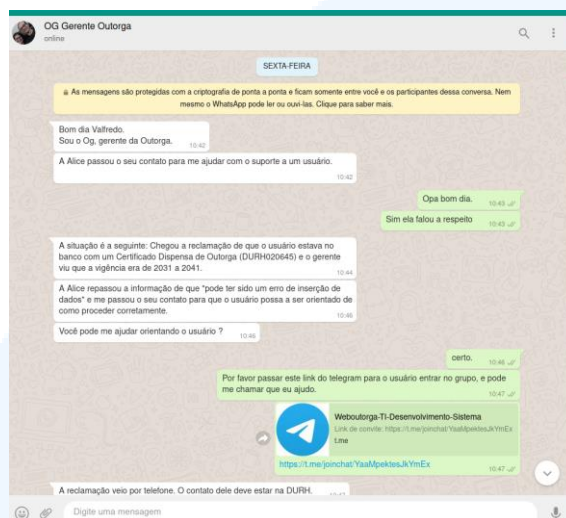 OG Gerente Outorga
online
SEXTA-FEIRA
As mensagens são protegidas com a criptografia de ponta a ponta e ficam somente entre você e os participantes dessa conversa. Nem
mesmo o WhatsApp pode ler ou ouvi-las. Clique para saber mais.
Bom dia Valfredo.
Sou o Og, gerente da Outorga.
10:42
A Alice passou o seu contato para me ajudar com o suporte a um usuário.
10:42
Opa bom dia.
10:43
Sim ela falou a respeito
10:43
A situação é a seguinte: Chegou a reclamação de que o usuário estava no
banco com um Certificado Dispensa de Outorga (DURH020645) e o gerente
viu que a vigência era de 2031 a 2041.
10:44
A Alice repassou a informação de que "pode ter sido um erro de inserção de
dados" e me passou o seu contato para que o usuário possa a ser orientado de
como proceder corretamente.
10:46
Você pode me ajudar orientando o usuário ?
10:46
certo.
10:46
Por favor passar este link do telegram para o usuário entrar no grupo, e pode
me chamar que eu ajudo.
10:47
Weboutorga-TI-Desenvolvimento-Sistema
Link de convite: https://t.me/joinchat/YaaMpektesJkYmEx
t.me
https://t.me/joinchat/YaaMpektesJkYmEx
10:47
A reclamação veio por telefone. O contato dele deve estar na DURH.
10:47
Digite uma mensagem